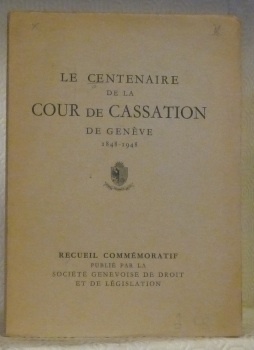 LE CENTENAIRE
DE LA
COUR DE CASSATION
DE GENÈVE
1848-1948
RECUEIL COMMÉMORATIF
PUBLIÉ PAR LA
SOCIÉTÉ GENEVOISE DE DROIT
ET DE LÉGISLATION